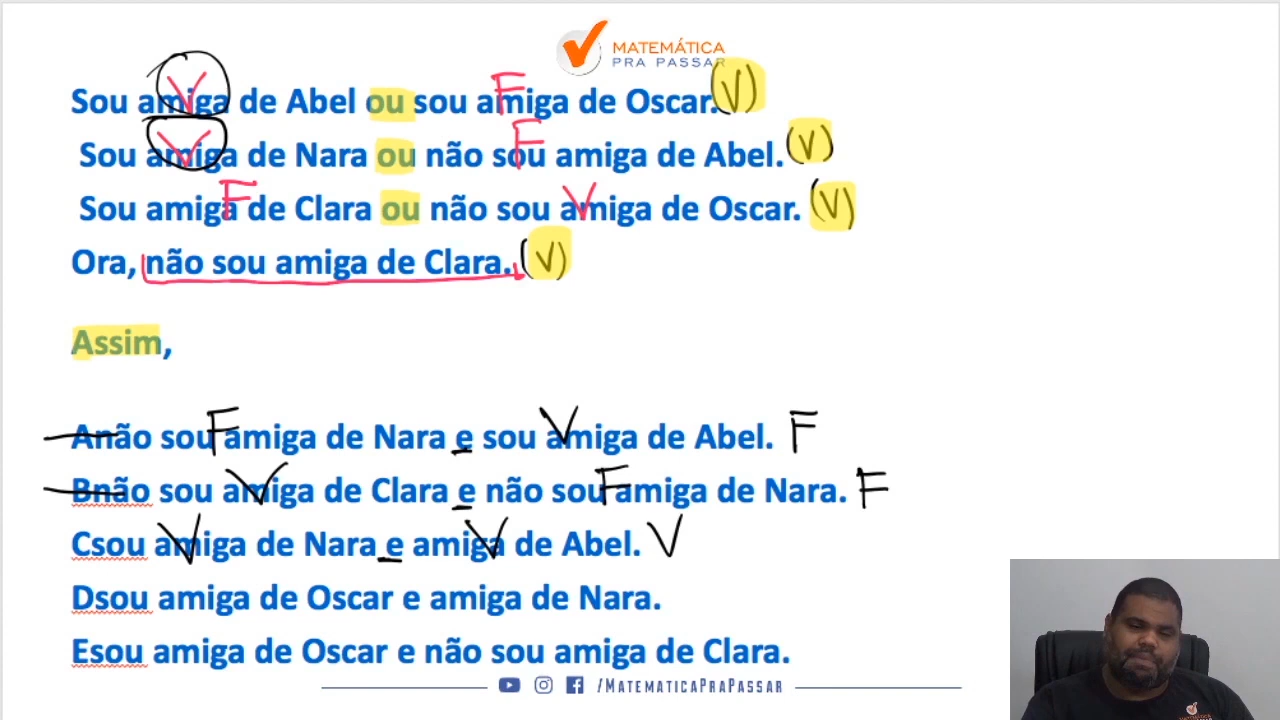 MATEMÁTICA
PRA PASSAR
V F
Sou amiga de Abel ou sou amiga de Oscar. (V)
V F
Sou amiga de Nara ou não sou amiga de Abel. (V)
F V
Sou amiga de Clara ou não sou amiga de Oscar. (V)
Ora, não sou amiga de Clara. (V)
Assim,
F V
Anão sou amiga de Nara e sou amiga de Abel. F
V F
Bnão sou amiga de Clara e não sou amiga de Nara. F
V V
Csou amiga de Nara e amiga de Abel. V
Dsou amiga de Oscar e amiga de Nara.
Esou amiga de Oscar e não sou amiga de Clara.
/MATEMATICAPRAPASSAR